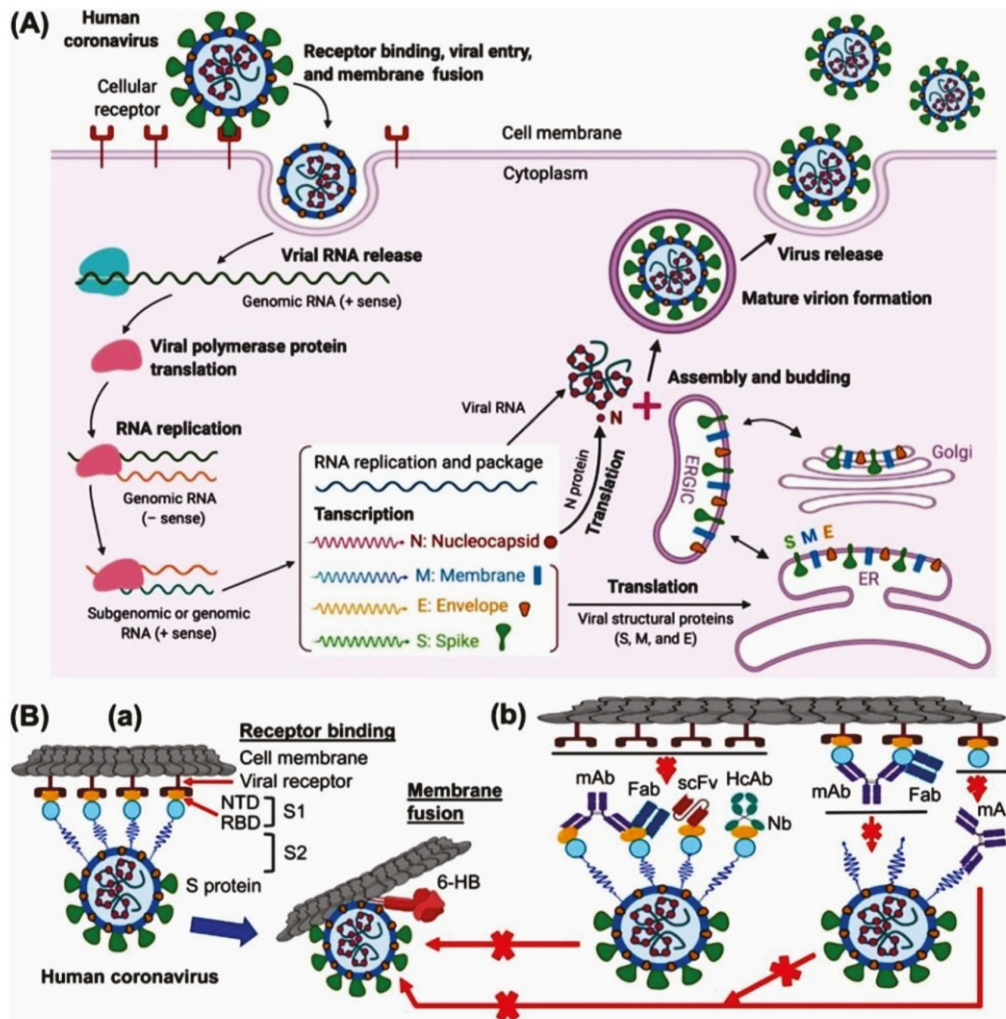 (A)
Human
coronavirus
Receptor binding, viral entry,
and membrane fusion
Cellular
receptor
Cell membrane
Cytoplasm
Vrial RNA release
Genomic RNA (+ sense)
Viral polymerase protein
translation
RNA replication
Genomic RNA
(− sense)
Subgenomic or genomic
RNA (+ sense)
Viral RNA
N
RNA replication and package
Tanscription
N: Nucleocapsid
M: Membrane
E: Envelope
S: Spike
N protein
Translation
Virus release
Mature virion formation
Assembly and budding
ERGIC
Golgi
S M E
ER
Translation
Viral structural proteins
(S, M, and E)
(B)
(a)
Receptor binding
Cell membrane
Viral receptor
NTD
RBD
S1
S2
S protein
Human coronavirus
Membrane
fusion
6-HB
(b)
mAb
Fab
scFv
HcAb
Nb
mAb
Fab
mA